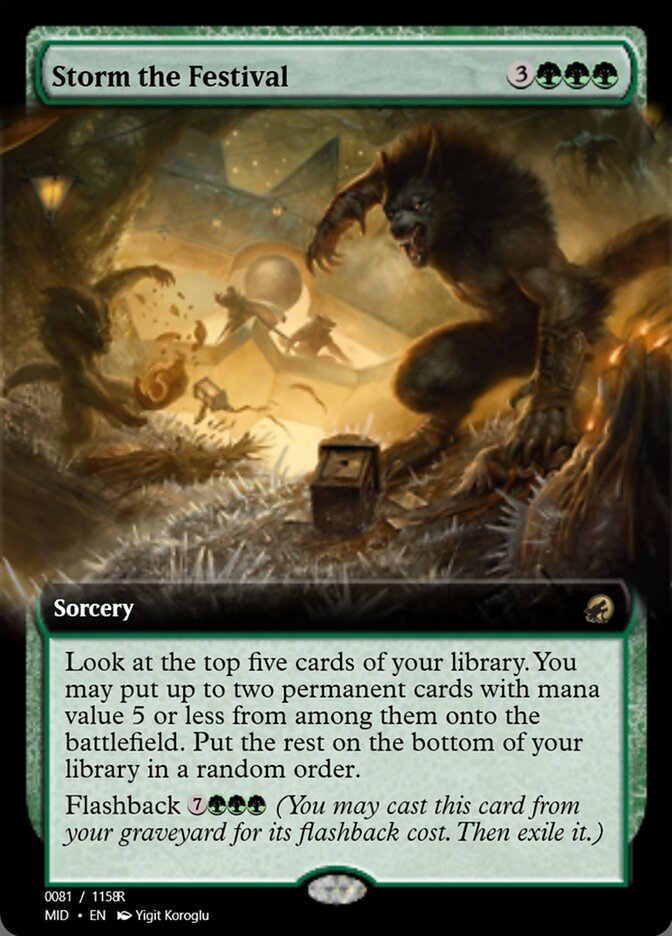 Storm the Festival 3
Sorcery
Look at the top five cards of your library. You
may put up to two permanent cards with mana
value 5 or less from among them onto the
battlefield. Put the rest on the bottom of your
library in a random order.
Flashback 7 (You may cast this card from
your graveyard for its flashback cost. Then exile it.)
0081 / 1158R
MID • EN Yigit Koroglu